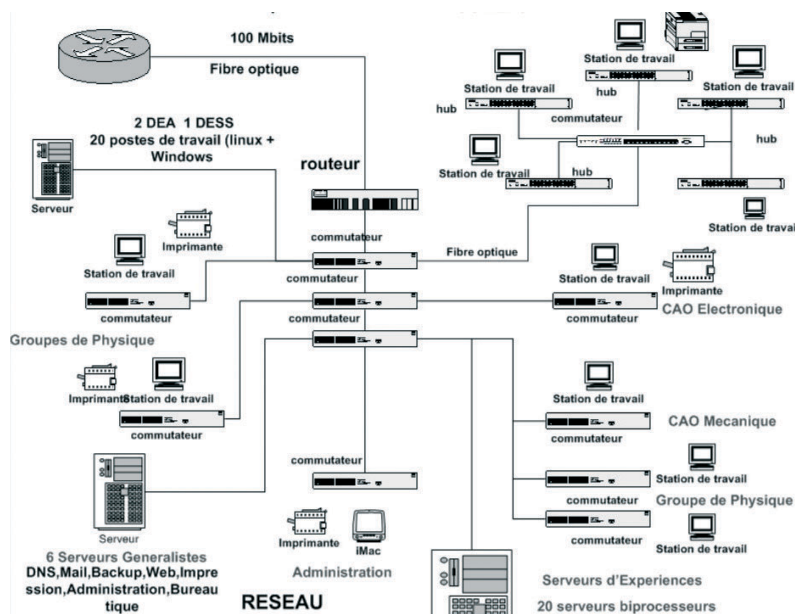 100 Mbits
Fibre optique
2 DEA 1 DESS
20 postes de travail (linux +
Windows
Serveur
routeur
Station de travail
Station de travail
Station de travail
hub
hub
commutateur
hub
Station de travail
hub
Station de travail
Imprimante
commutateur
Fibre optique
Station de travail
commutateur
commutateur
Groupes de Physique
commutateur
Station de travail
Imprimante
commutateur
CAO Electronique
Imprimante
Station de travail
commutateur
Station de travail
CAO Mecanique
commutateur
commutateur
Station de travail
commutateur
Groupe de Physique
commutateur
Station de travail
Serveur
6 Serveurs Generalistes
DNS,Mail,Backup,Web,Impre
ssion,Administration,Bureau
tique
Imprimante
iMac
Administration
RESEAU
Serveurs d'Experiences
20 serveurs biprocesseurs